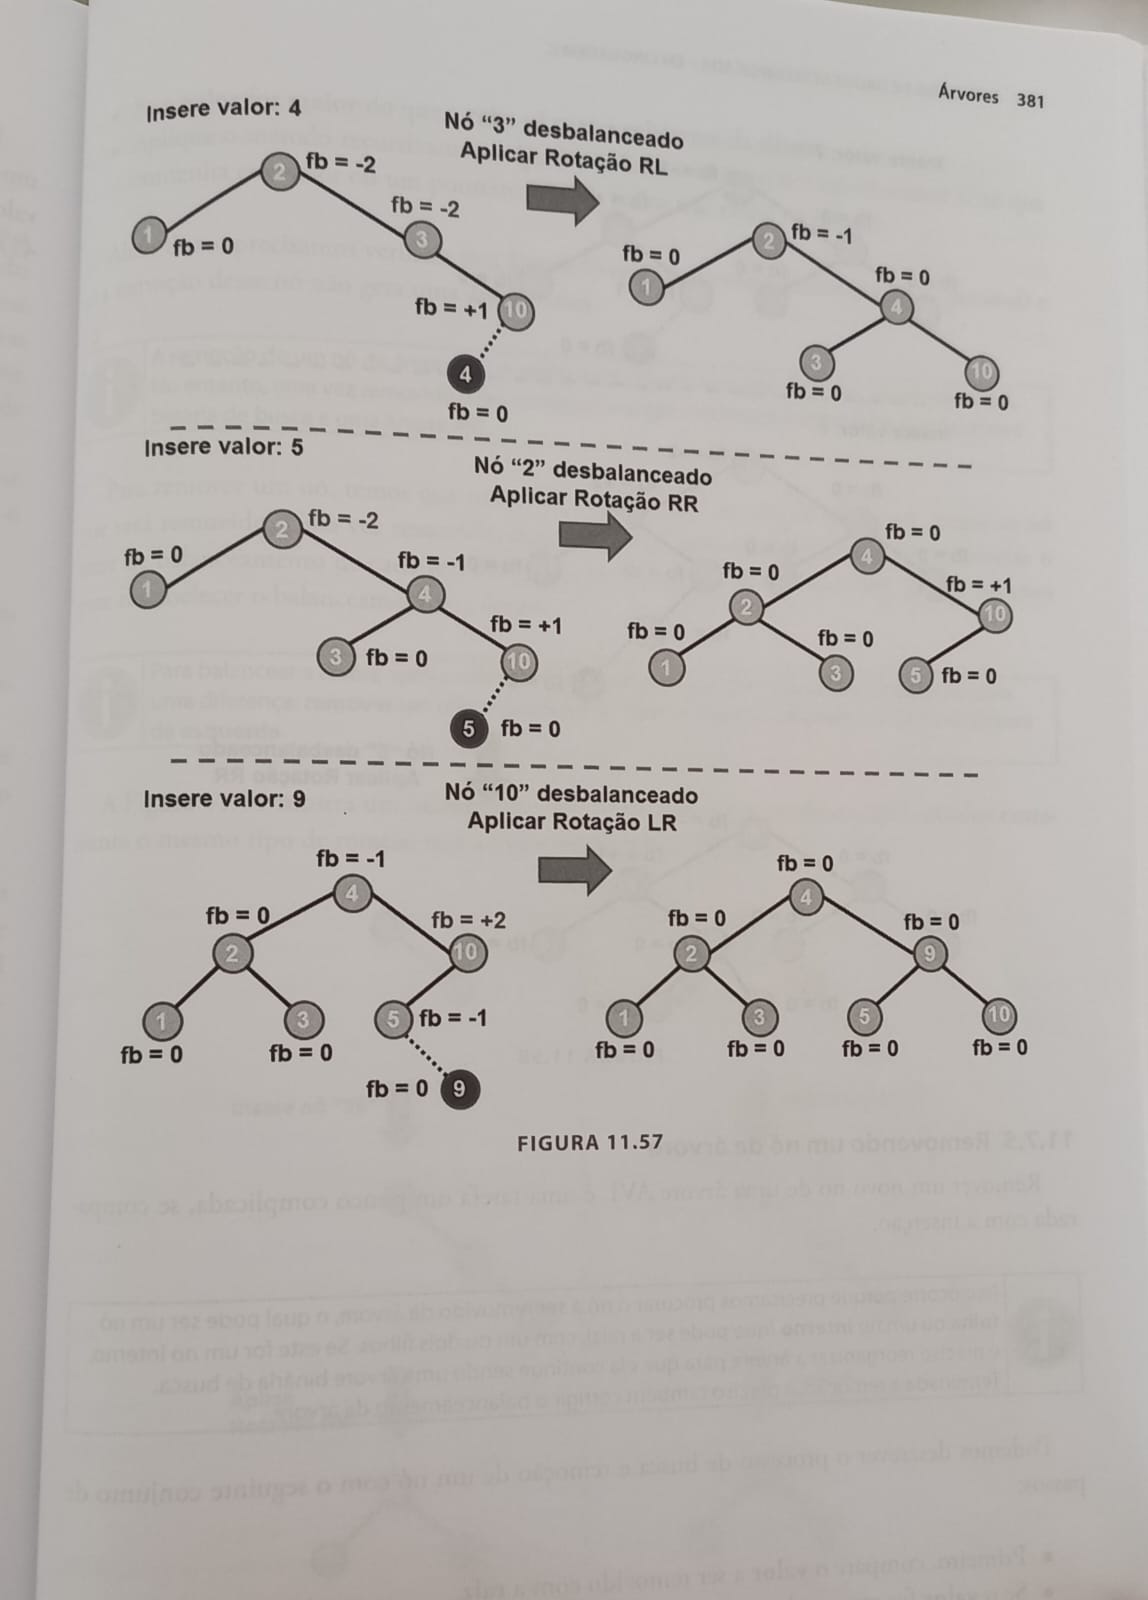 Árvores 381
Insere valor: 4
Nó “3” desbalanceado
Aplicar Rotação RL
2
fb = -2
1
fb = 0
fb = -2
3
fb = +1
10
4
fb = 0
2
fb = -1
fb = 0
1
fb = 0
4
3
fb = 0
10
fb = 0
Insere valor: 5
Nó “2” desbalanceado
Aplicar Rotação RR
2
fb = -2
fb = 0
1
fb = -1
4
3
fb = 0
fb = +1
10
5
fb = 0
fb = 0
4
fb = 0
2
fb = +1
10
fb = 0
1
fb = 0
3
5
fb = 0
Insere valor: 9
Nó “10” desbalanceado
Aplicar Rotação LR
fb = -1
4
fb = 0
2
fb = +2
10
1
fb = 0
3
fb = 0
5
fb = -1
fb = 0
9
fb = 0
4
fb = 0
2
fb = 0
9
1
fb = 0
3
fb = 0
5
fb = 0
10
fb = 0
FIGURA 11.57